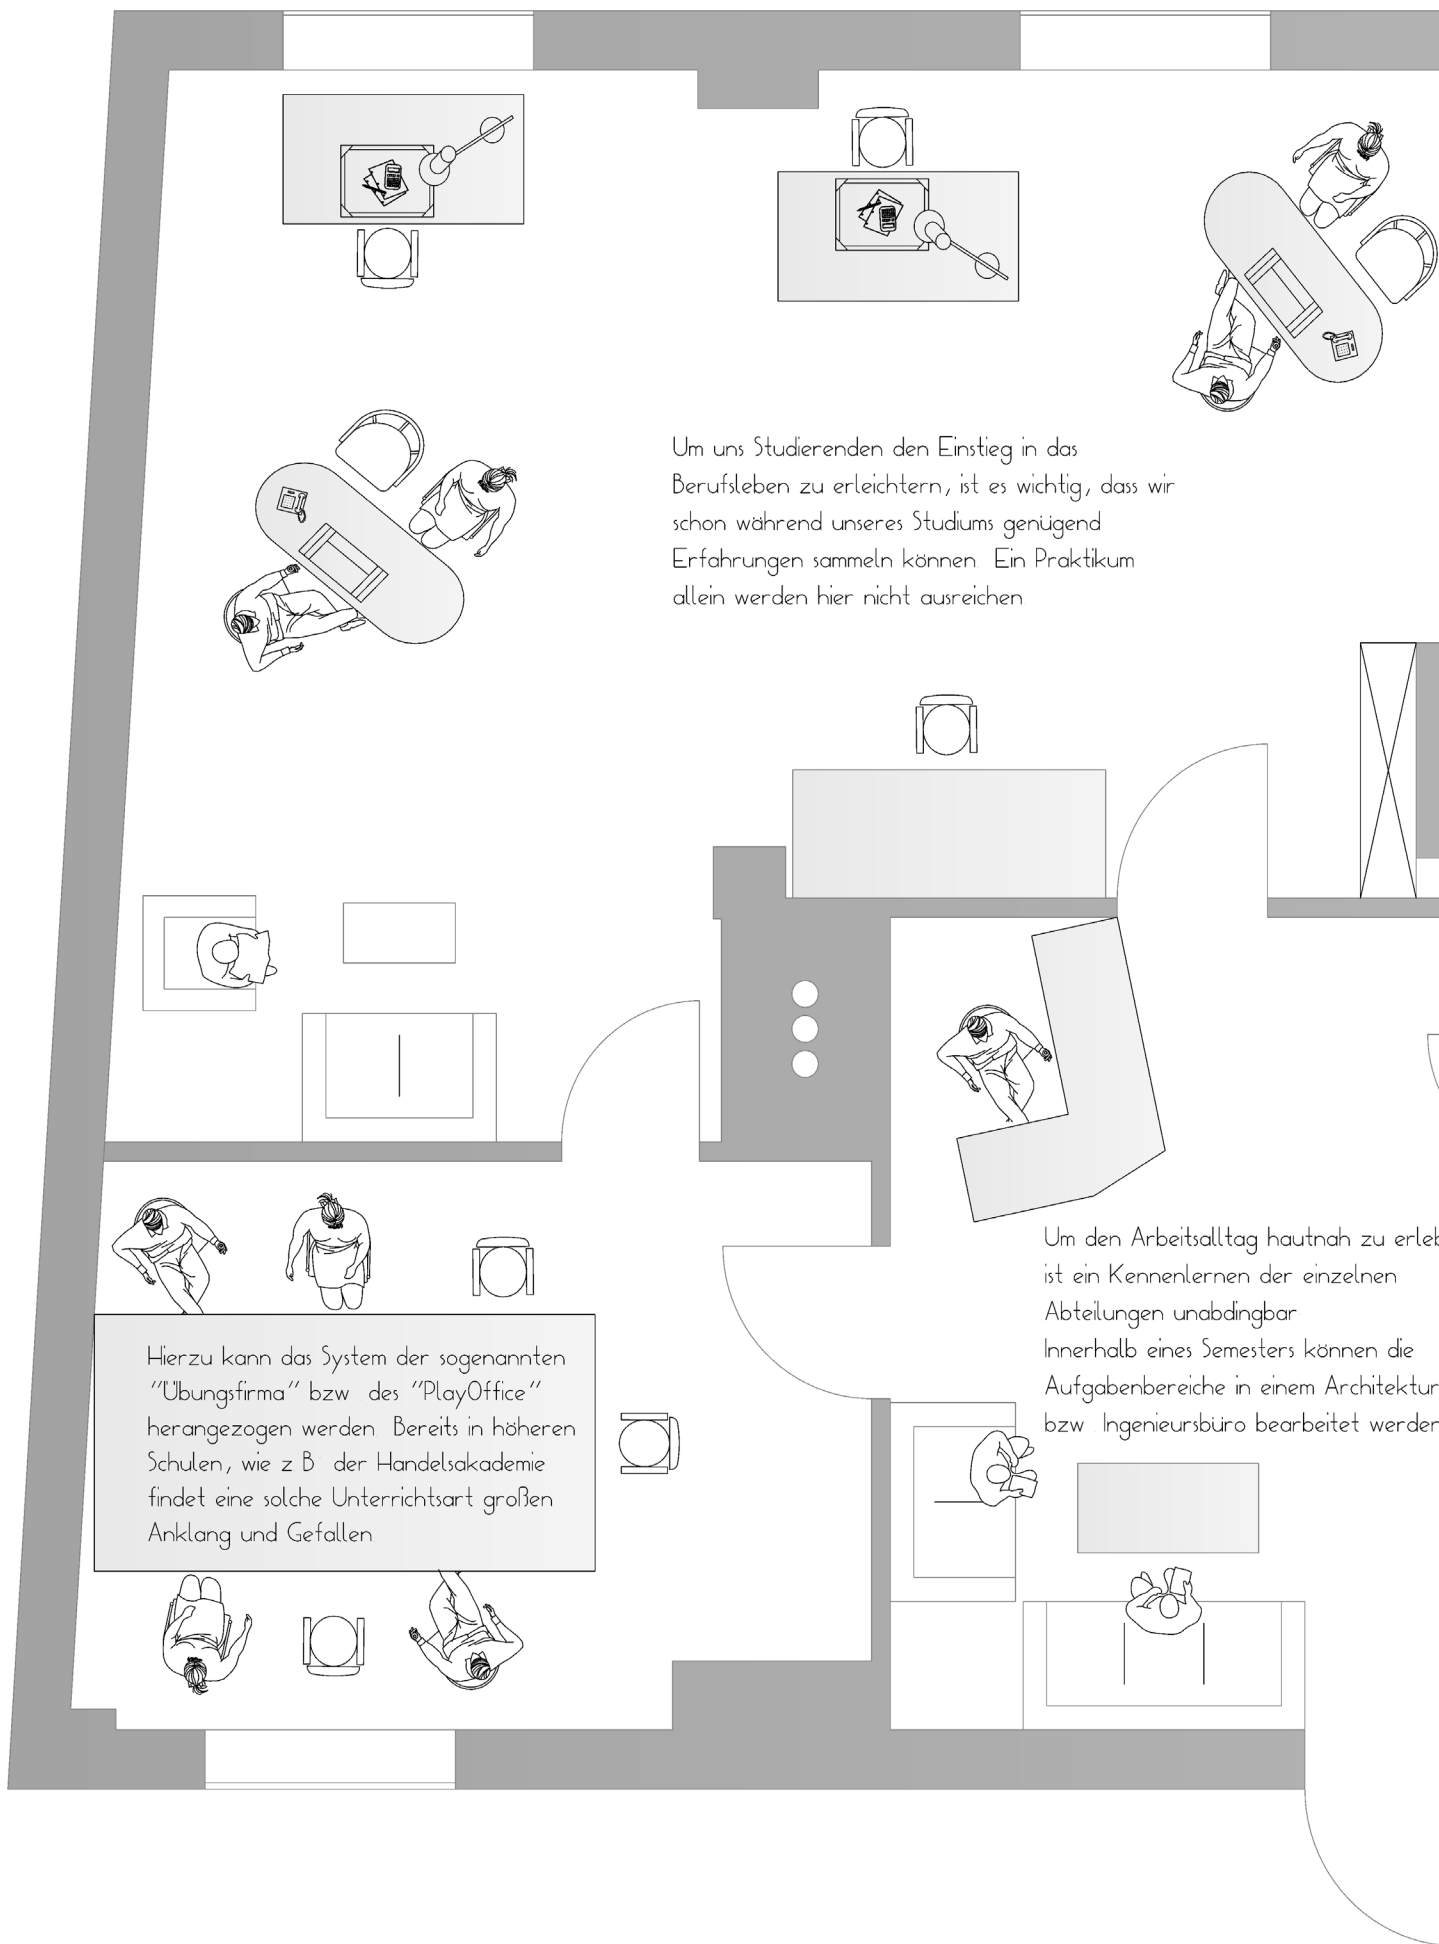 Um uns Studierenden den Einstieg in das
Berufsleben zu erleichtern, ist es wichtig, dass wir
schon während unseres Studiums genügend
Erfahrungen sammeln können. Ein Praktikum
allein werden hier nicht ausreichen.
Um den Arbeitsalltag hautnah zu erleb
ist ein Kennenlernen der einzelnen
Abteilungen unabdingbar
Innerhalb eines Semesters können die
Aufgabenbereiche in einem Architektur
bzw. Ingenieursbüro bearbeitet werden
Hierzu kann das System der sogenannten
"Übungsfirma" bzw. des "PlayOffice"
herangezogen werden. Bereits in höheren
Schulen, wie z.B. der Handelsakademie
findet eine solche Unterrichtsart großen
Anklang und Gefallen.